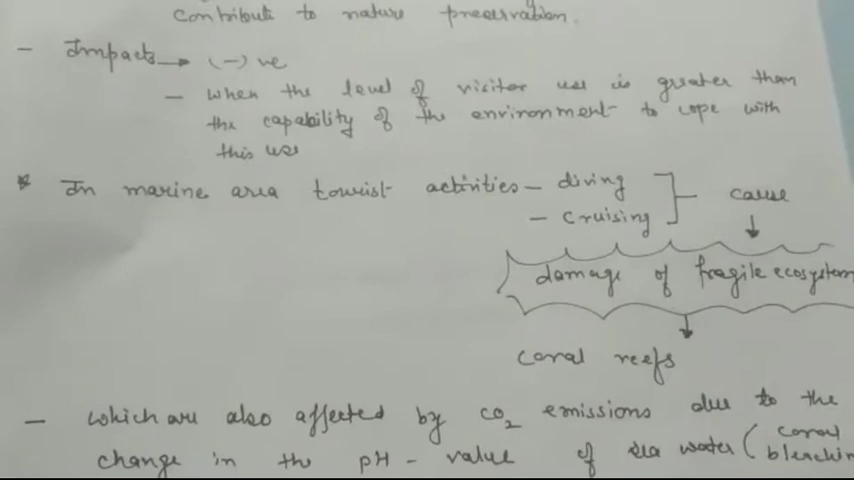 contribute to nature preservation.
- Impacts → (-)ve
- when the level of visitor use is greater than
the capability of the environment to cope with
this use
* In marine area tourist activities - diving
- cruising
cause
damage of fragile ecosystem
coral reefs
- which are also affected by CO2 emissions due to the
change in the pH - value of sea water (coral
bleachin